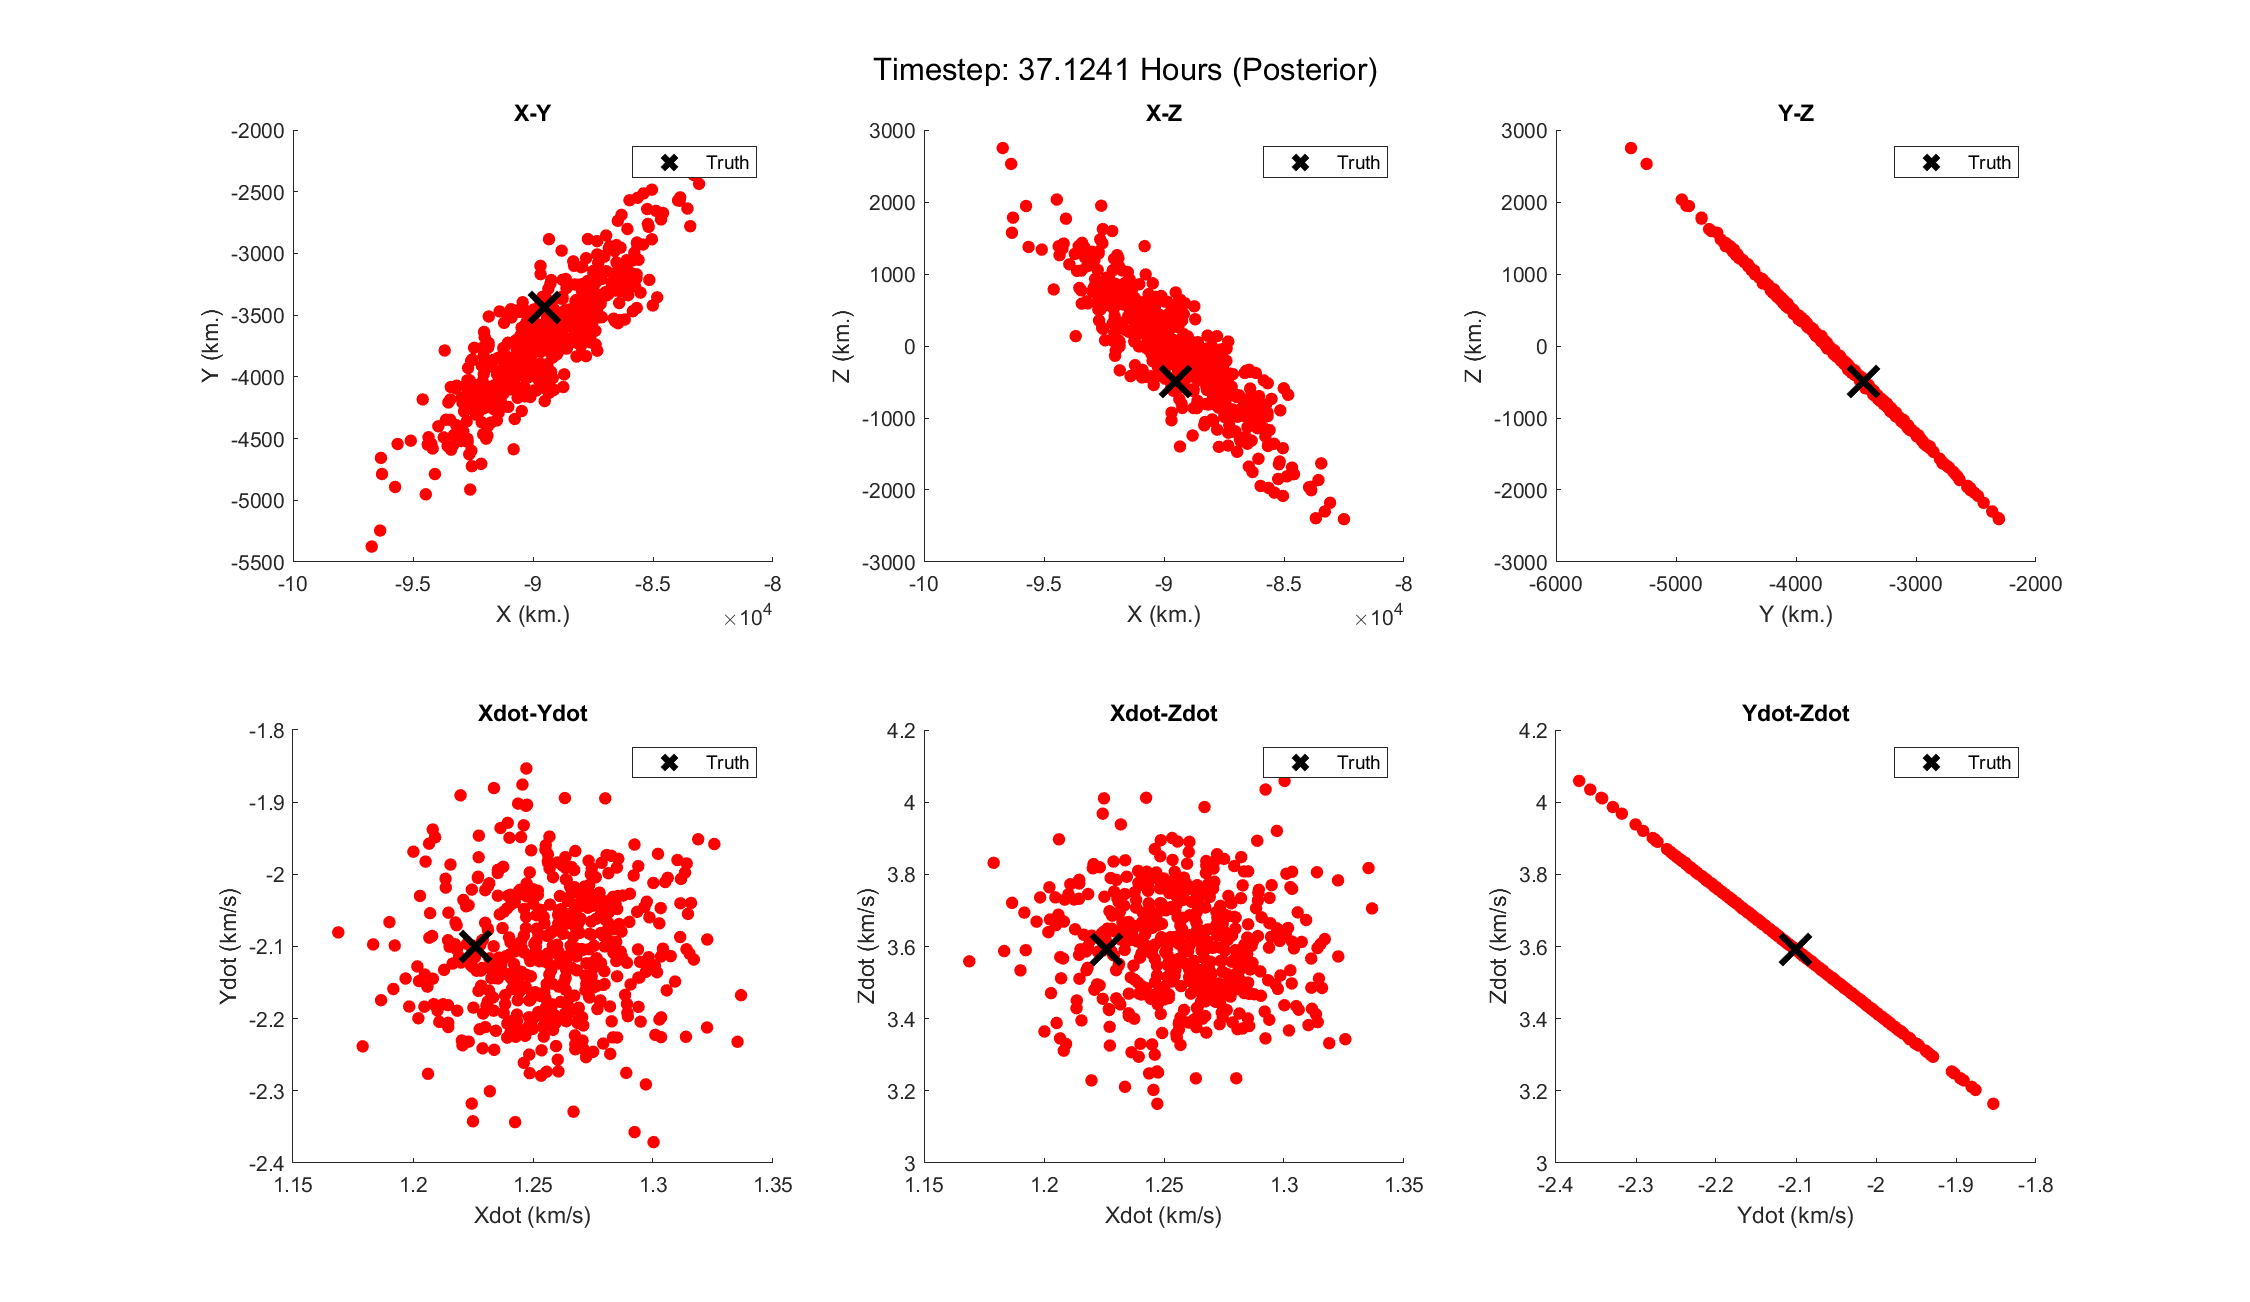 Timestep: 37.1241 Hours (Posterior)
X-Y
Truth
-2000
-2500
-3000
-3500
-4000
-4500
-5000
-5500
Y (km.)
-10 -9.5 -9 -8.5 -8
X (km.)
×10^4
X-Z
Truth
3000
2000
1000
0
-1000
-2000
-3000
Z (km.)
-10 -9.5 -9 -8.5 -8
X (km.)
×10^4
Y-Z
Truth
3000
2000
1000
0
-1000
-2000
-3000
Z (km.)
-6000 -5000 -4000 -3000 -2000
Y (km.)
Xdot-Ydot
Truth
-1.8
-1.9
-2
-2.1
-2.2
-2.3
-2.4
Ydot (km/s)
1.15 1.2 1.25 1.3 1.35
Xdot (km/s)
Xdot-Zdot
Truth
4.2
4
3.8
3.6
3.4
3.2
3
Zdot (km/s)
1.15 1.2 1.25 1.3 1.35
Xdot (km/s)
Ydot-Zdot
Truth
4.2
4
3.8
3.6
3.4
3.2
3
Zdot (km/s)
-2.4 -2.3 -2.2 -2.1 -2 -1.9 -1.8
Ydot (km/s)